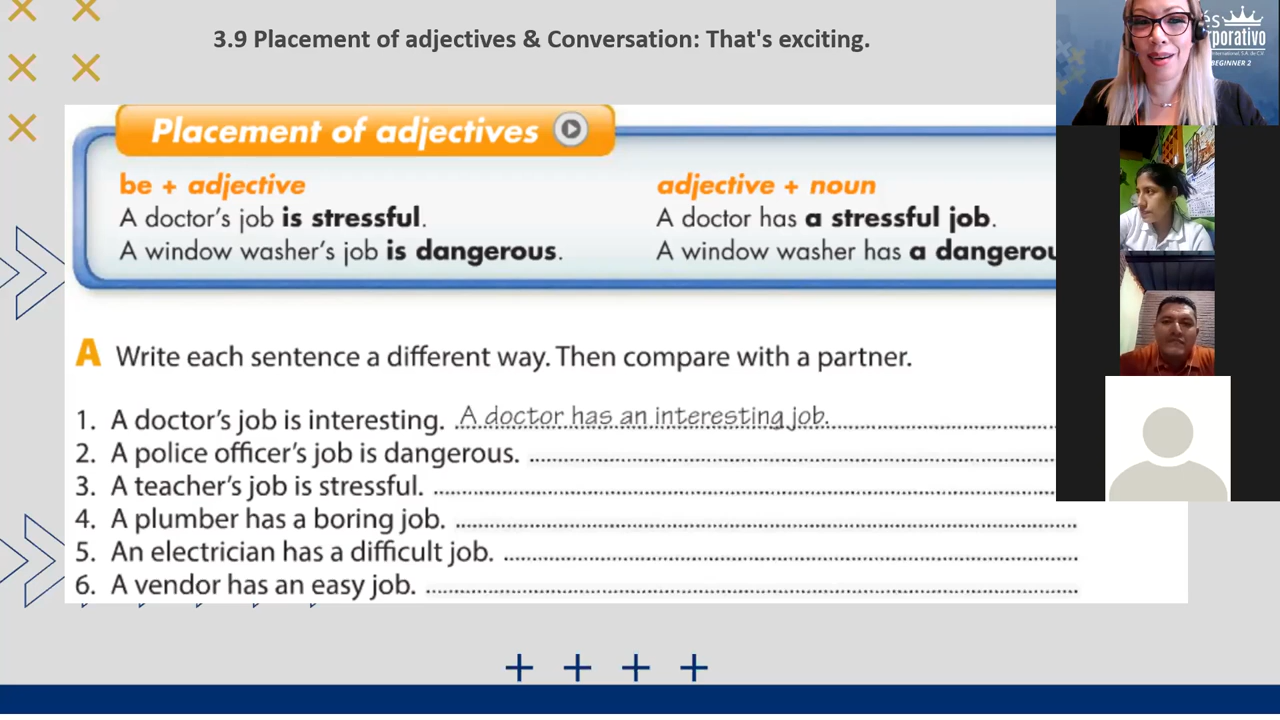 3.9 Placement of adjectives & Conversation: That's exciting.
és
porativo
BEGINNER 2
Placement of adjectives
be + adjective
A doctor's job is stressful.
A window washer's job is dangerous.
adjective + noun
A doctor has a stressful job.
A window washer has a dangerou
A Write each sentence a different way. Then compare with a partner.
1. A doctor's job is interesting. A doctor has an interesting job.
2. A police officer's job is dangerous.
3. A teacher's job is stressful.
4. A plumber has a boring job.
5. An electrician has a difficult job.
6. A vendor has an easy job.